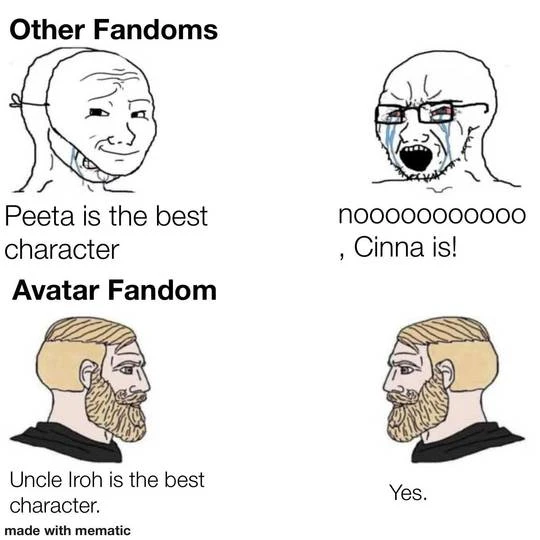 Other Fandoms
Peeta is the best
character
nooooooooooo
, Cinna is!
Avatar Fandom
Uncle Iroh is the best
character.
Yes.
made with mematic